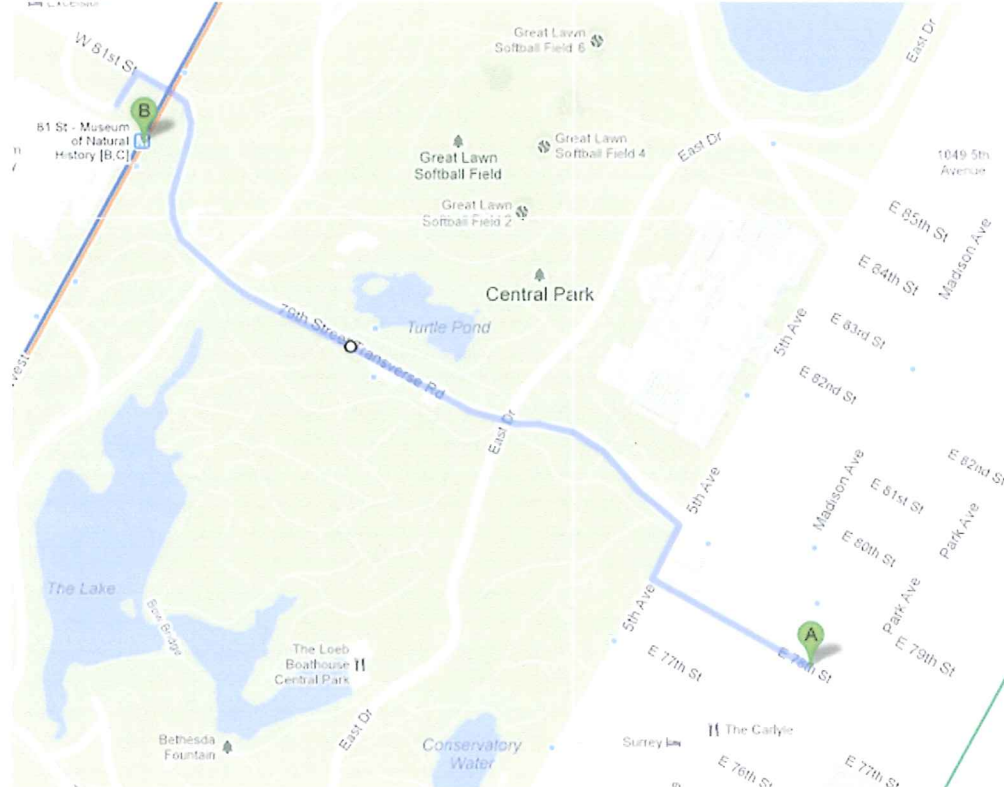 Great Lawn
Softball Field 6
East Dr
W 81st St
B
81 St - Museum
of Natural
History [B,C]
Great Lawn
Softball Field
Great Lawn
Softball Field 4
East Dr
1049 5th
Avenue
Great Lawn
Softball Field 2
E 85th St
Madison Ave
E 84th St
Central Park
79th Street Transverse Rd
Turtle Pond
5th Ave
E 83rd St
E 82nd St
West
East Dr
Madison Ave
E 82nd St
E 81st St
5th Ave
Park Ave
E 80th St
The Lake
Bow Bridge
5th Ave
Park Ave
A
The Loeb
Boathouse
Central Park
E 77th St
E 78th St
E 79th St
East Dr
Bethesda
Fountain
Conservatory
Water
Surrey
The Carlyle
E 76th St
E 77th St